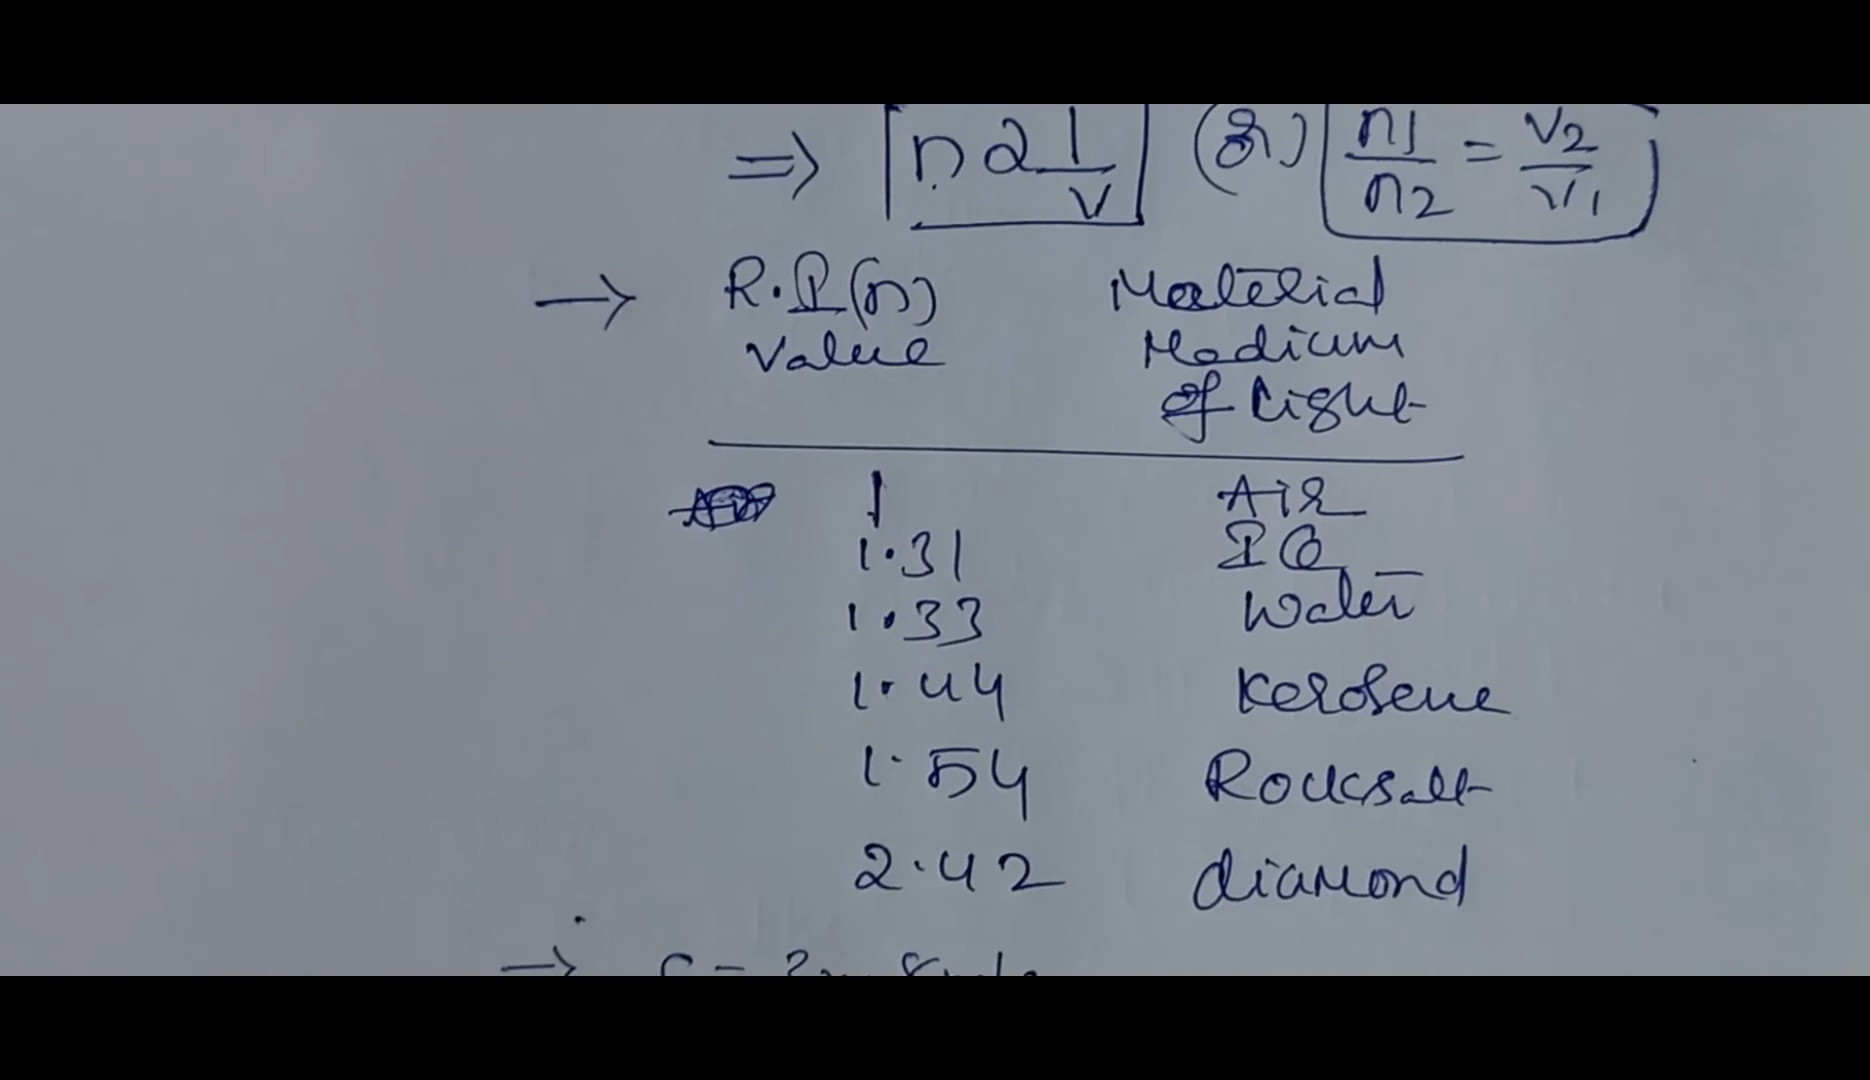 => n α 1/V (or) n1/n2 = V2/V1
→ R.I(n) Material
Value Medium
of light
1 Air
1.31 Ice
1.33 Water
1.44 Kerosene
1.54 Rocksalt
2.42 diamond
→ C =